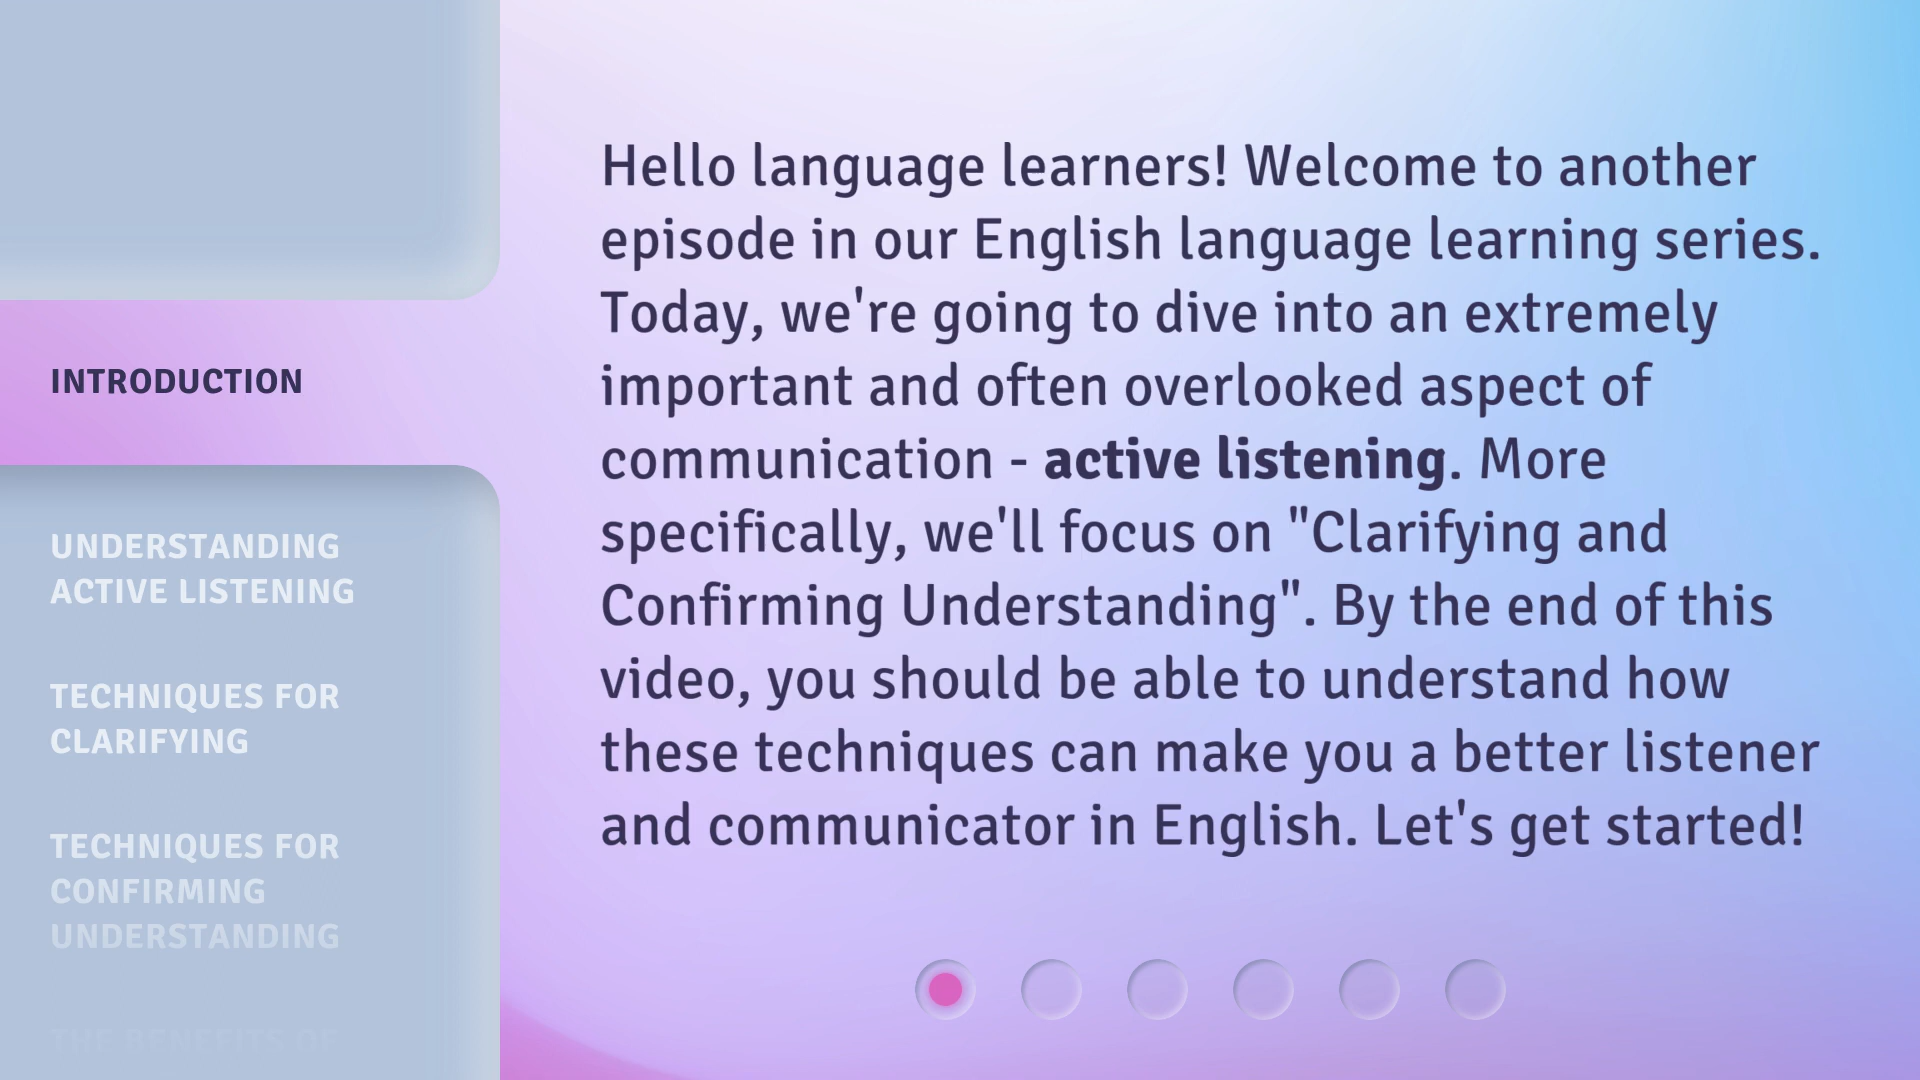 INTRODUCTION
UNDERSTANDING
ACTIVE LISTENING
TECHNIQUES FOR
CLARIFYING
TECHNIQUES FOR
CONFIRMING
UNDERSTANDING
THE BENEFITS OF
Hello language learners! Welcome to another
episode in our English language learning series.
Today, we're going to dive into an extremely
important and often overlooked aspect of
communication - active listening. More
specifically, we'll focus on "Clarifying and
Confirming Understanding". By the end of this
video, you should be able to understand how
these techniques can make you a better listener
and communicator in English. Let's get started!